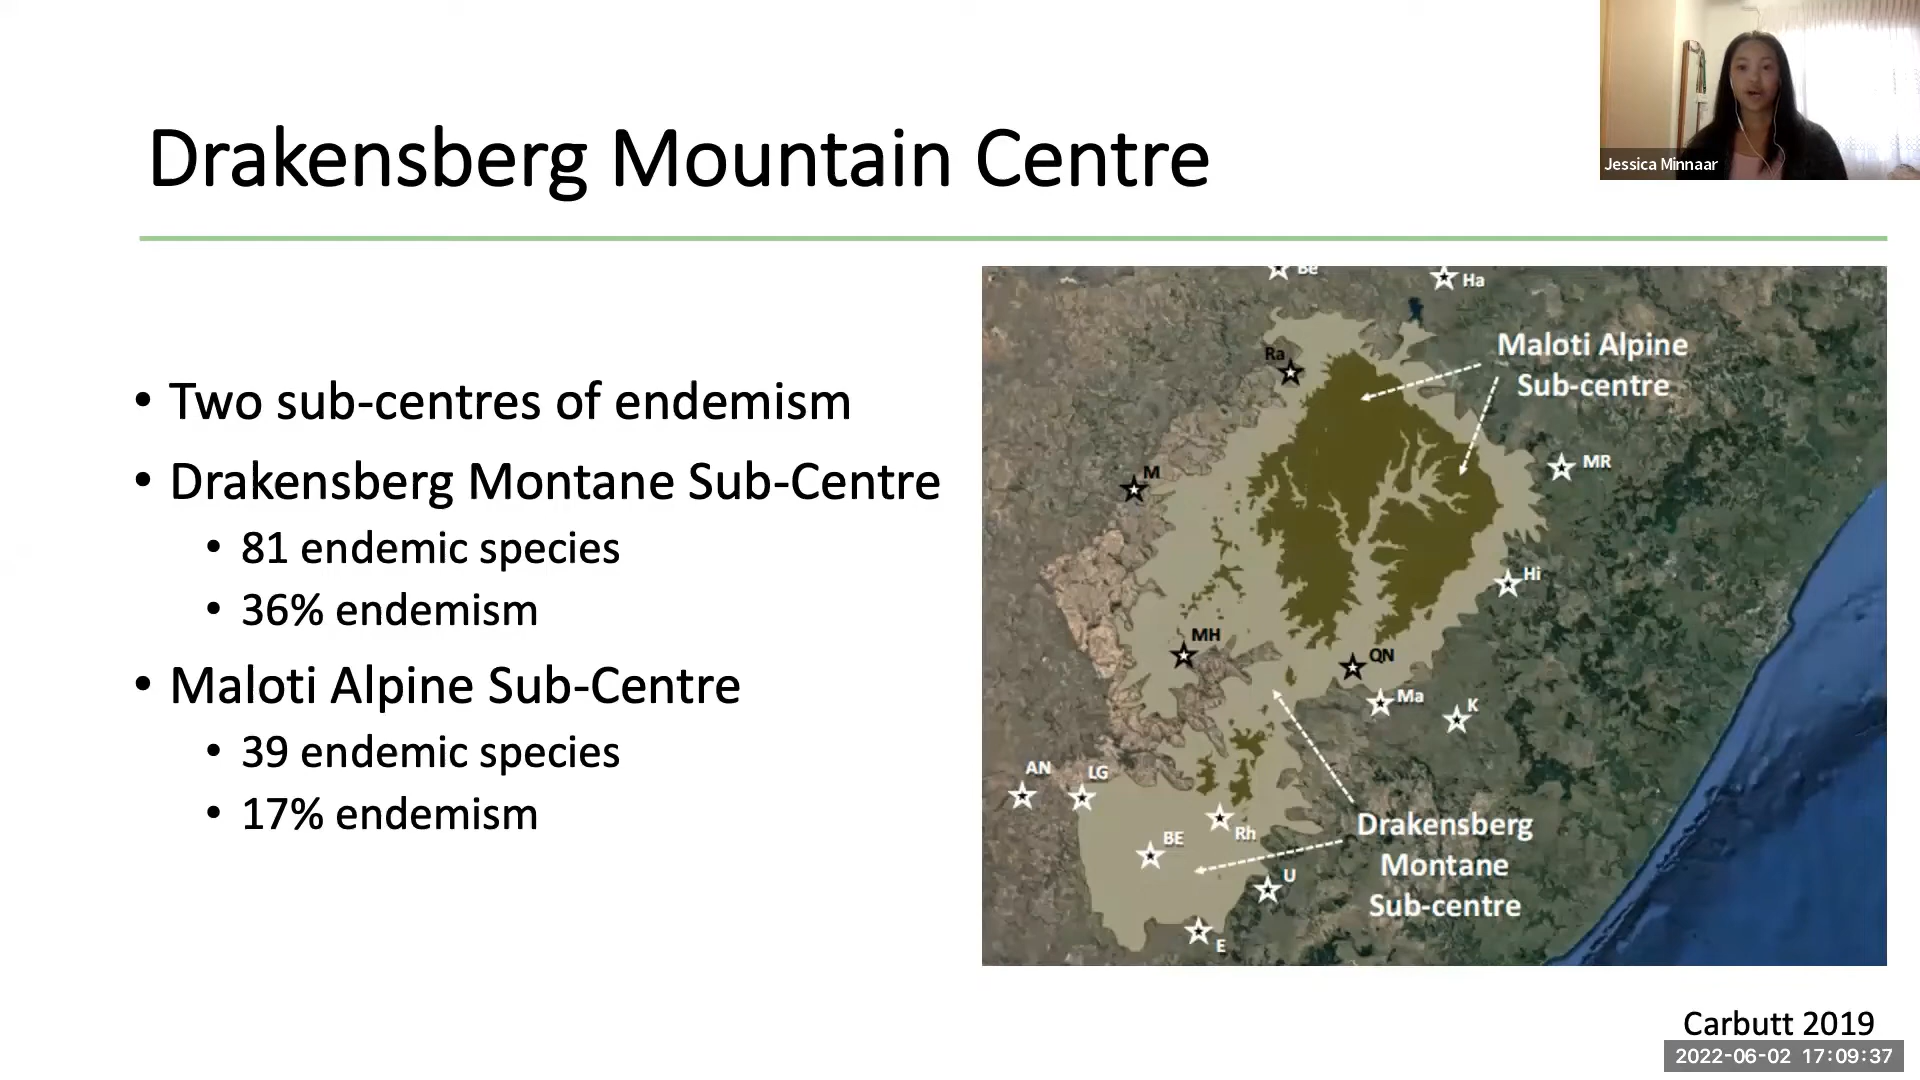 Drakensberg Mountain Centre
Jessica Minnaar
• Two sub-centres of endemism
• Drakensberg Montane Sub-Centre
• 81 endemic species
• 36% endemism
• Maloti Alpine Sub-Centre
• 39 endemic species
• 17% endemism
Be
Ha
Maloti Alpine
Sub-centre
Ra
M
MR
Hi
MH
QN
Ma
K
AN
LG
BE
Rh
U
E
Drakensberg
Montane
Sub-centre
Carbutt 2019
2022-06-02 17:09:37